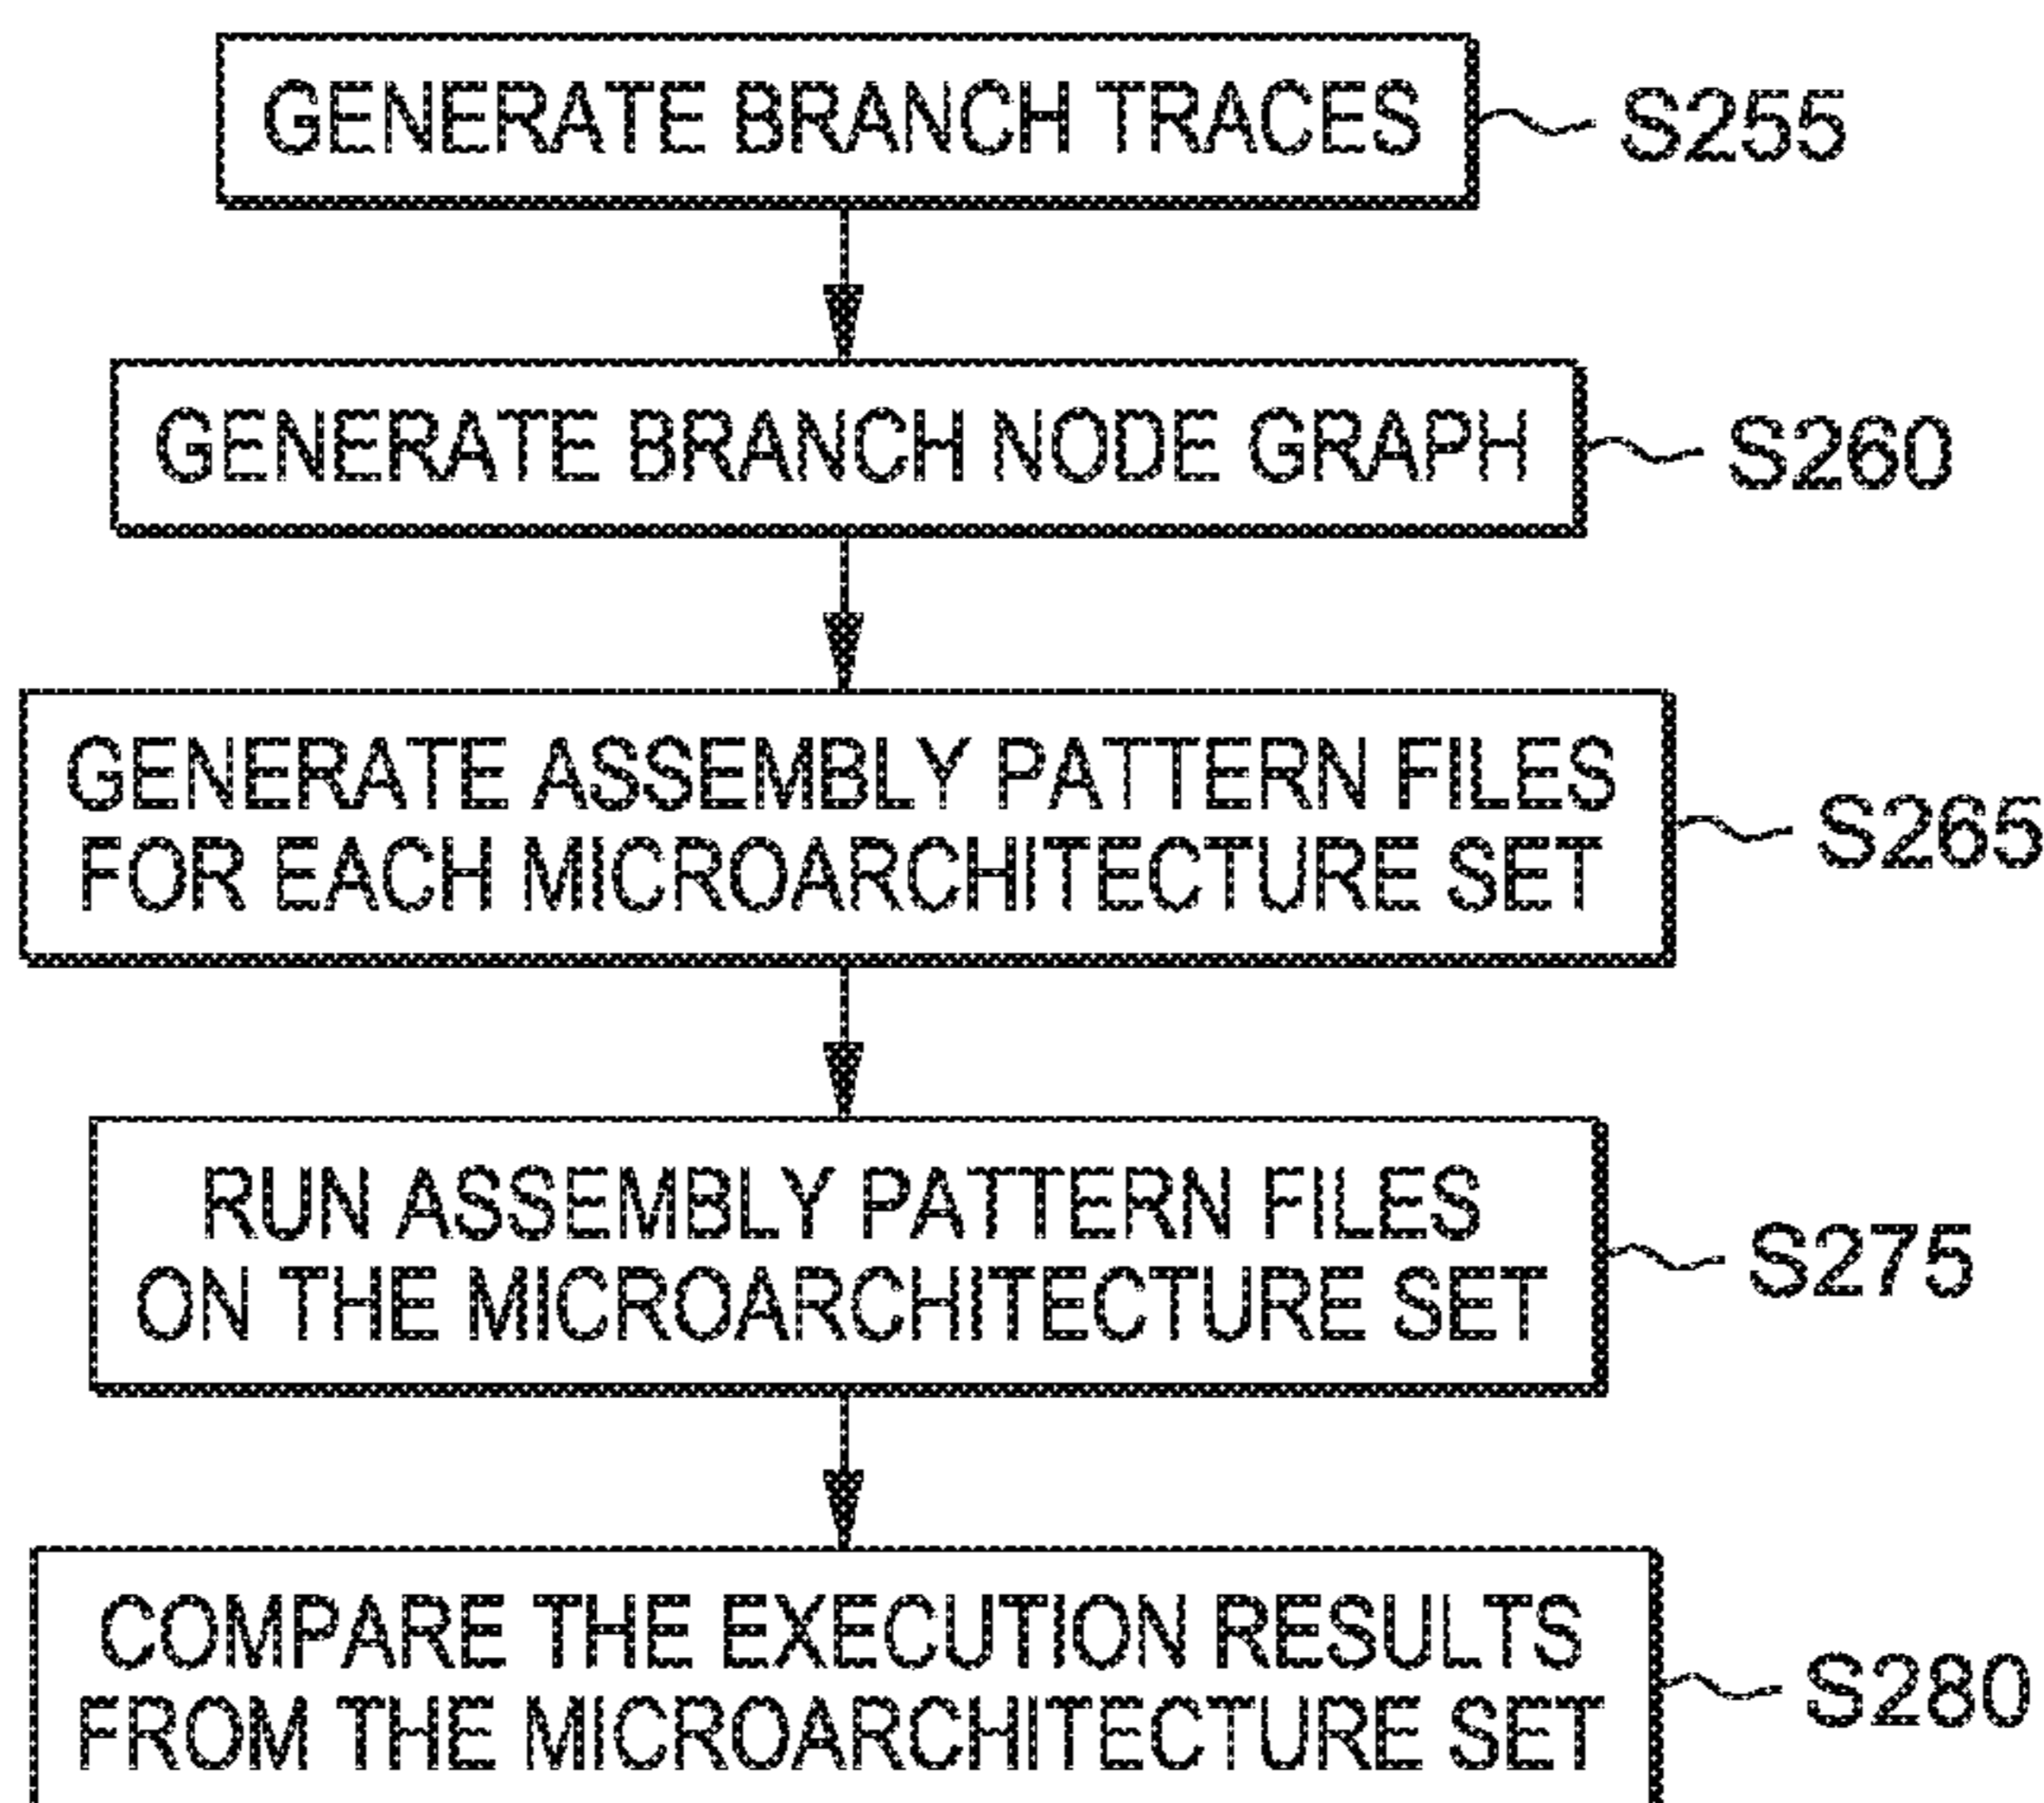 GENERATE BRANCH TRACES
S255
GENERATE BRANCH NODE GRAPH
S260
GENERATE ASSEMBLY PATTERN FILES
FOR EACH MICROARCHITECTURE SET
S265
RUN ASSEMBLY PATTERN FILES
ON THE MICROARCHITECTURE SET
S275
COMPARE THE EXECUTION RESULTS
FROM THE MICROARCHITECTURE SET
S280